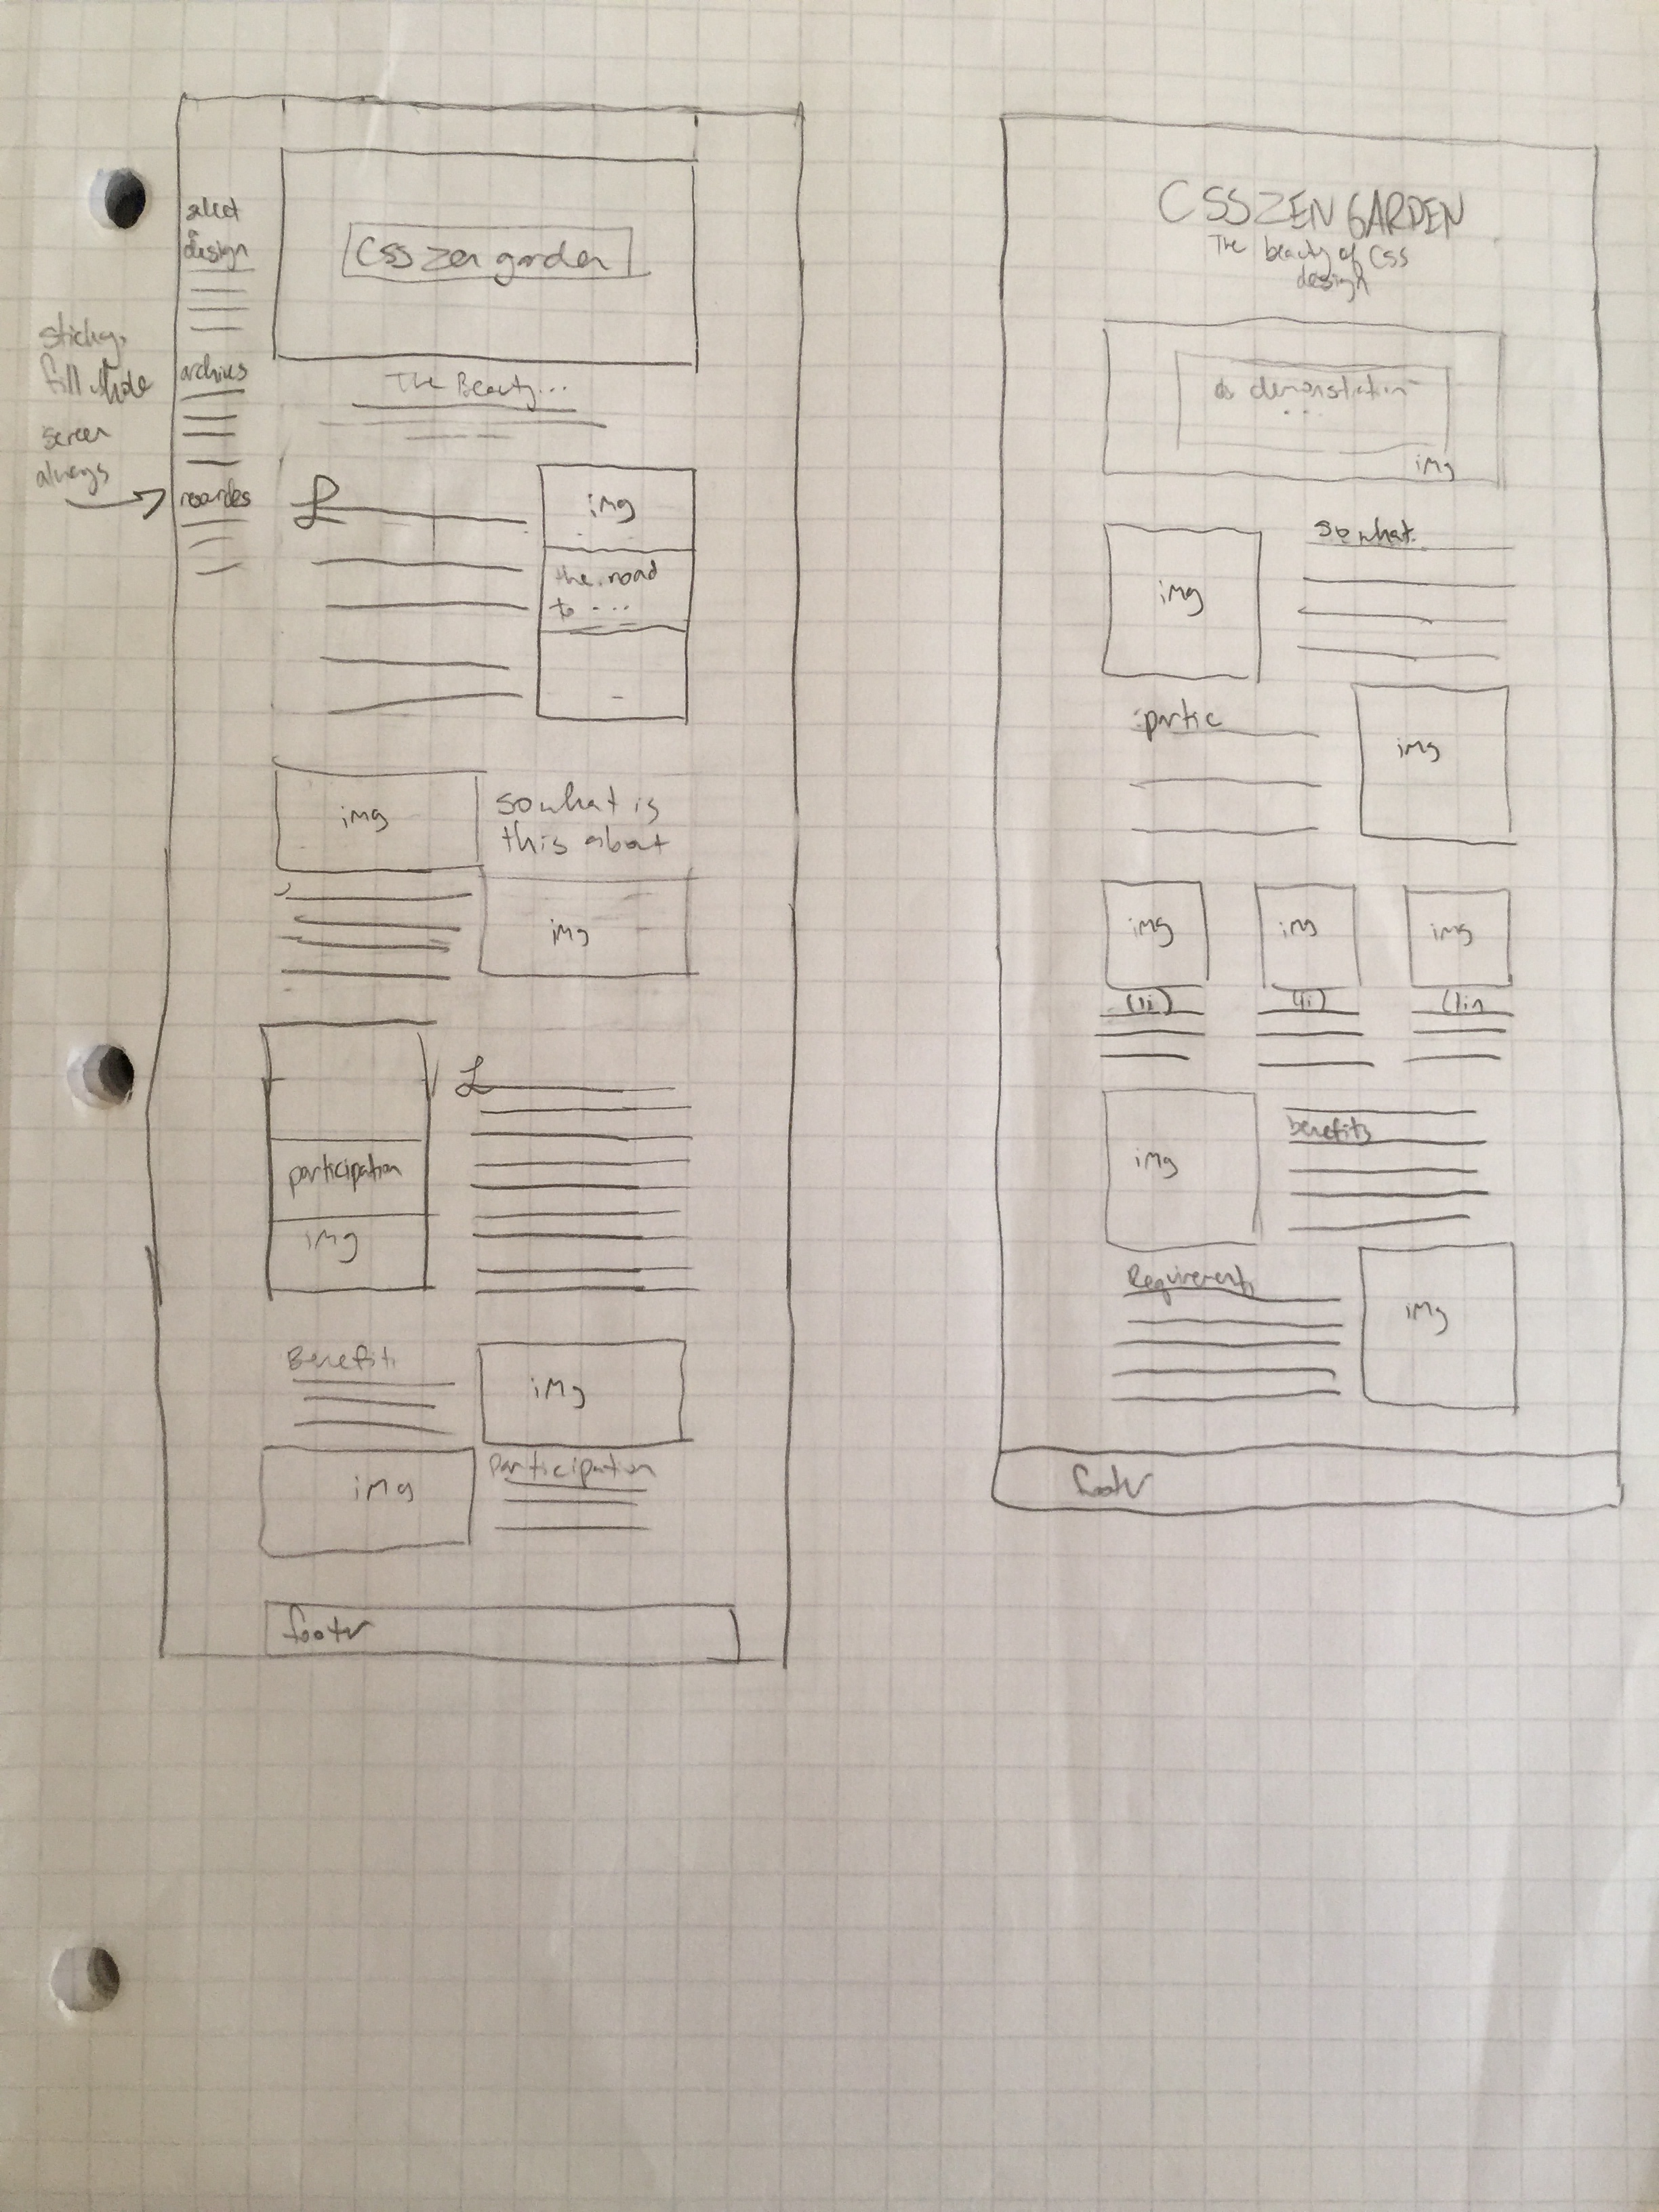 select
design
archives
sticky,
fill whole
screen
always
Css zen garden
The Beauty...
img
the road
to ...
img
so what is
this about
img
participation
img
Benefits
img
img
Participation
footer
CSS ZEN GARDEN
The beauty of CSS
design
a demonstration
...
img
img
so what
partic
img
img
img
img
(li)
(li)
(li)
img
benefits
Requirements
img
footer